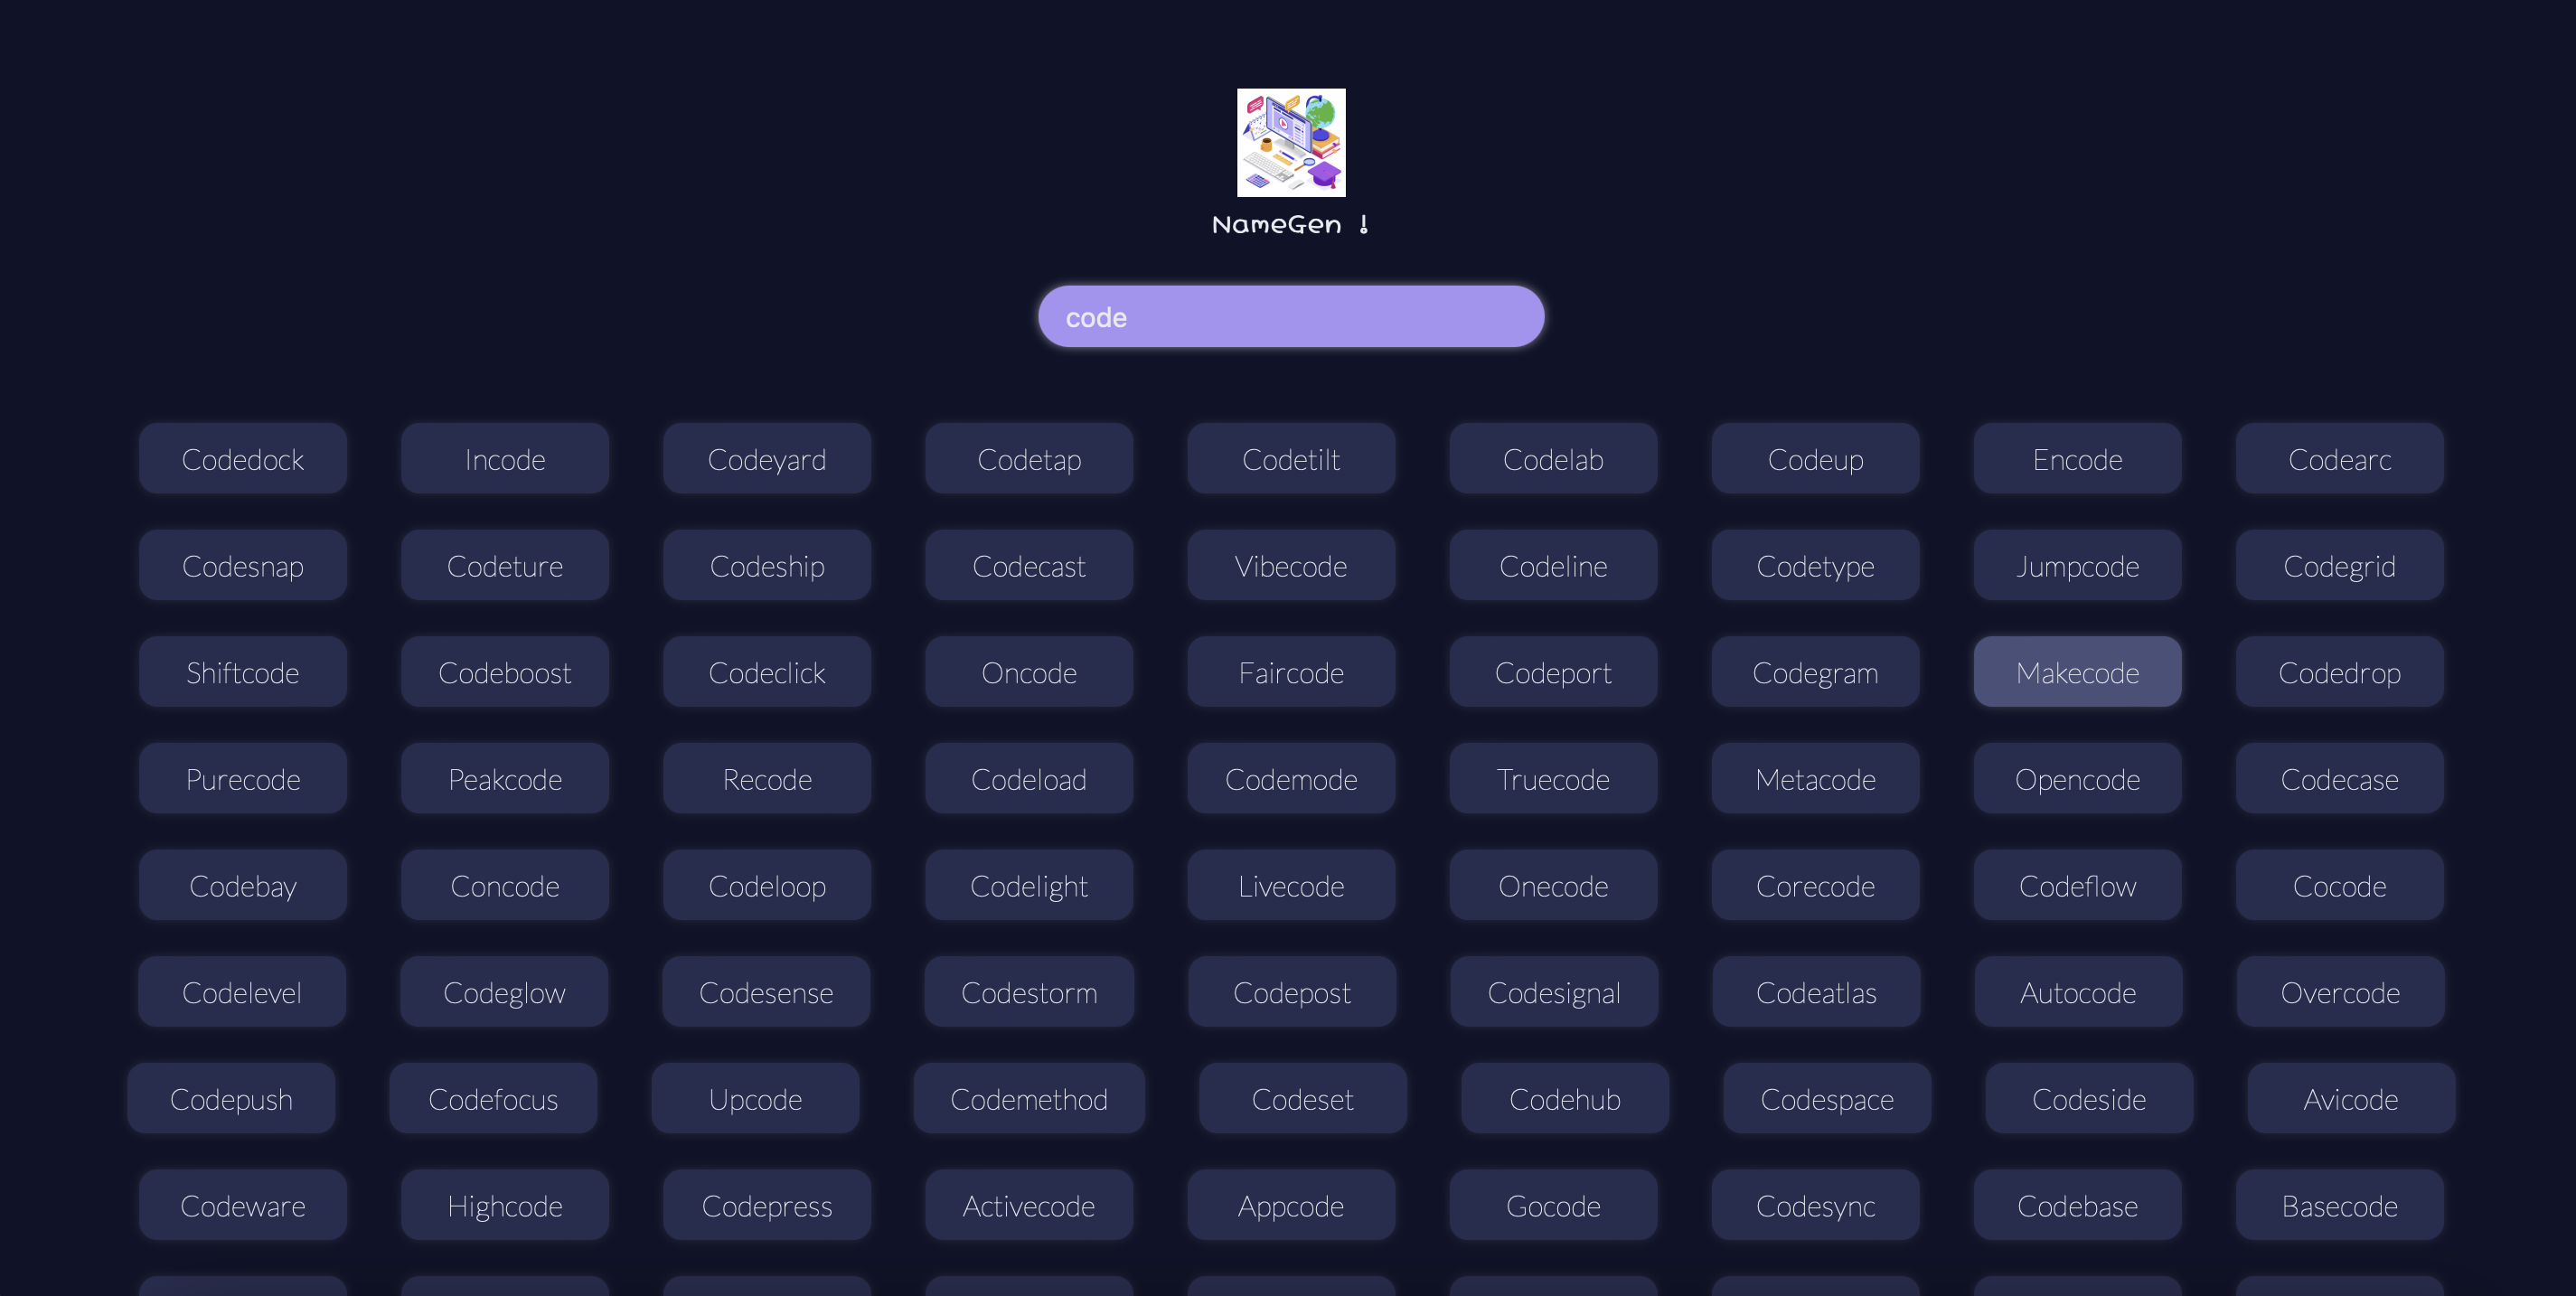 NameGen !
code
Codedock Incode Codeyard Codetap Codetilt Codelab Codeup Encode Codearc
Codesnap Codeture Codeship Codecast Vibecode Codeline Codetype Jumpcode Codegrid
Shiftcode Codeboost Codeclick Oncode Faircode Codeport Codegram Makecode Codedrop
Purecode Peakcode Recode Codeload Codemode Truecode Metacode Opencode Codecase
Codebay Concode Codeloop Codelight Livecode Onecode Corecode Codeflow Cocode
Codelevel Codeglow Codesense Codestorm Codepost Codesignal Codeatlas Autocode Overcode
Codepush Codefocus Upcode Codemethod Codeset Codehub Codespace Codeside Avicode
Codeware Highcode Codepress Activecode Appcode Gocode Codesync Codebase Basecode